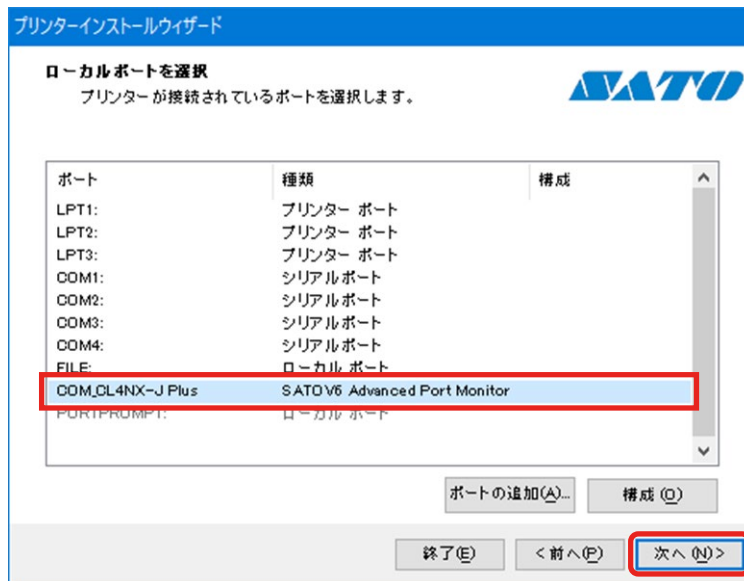 プリンターインストールウィザード
ローカルポートを選択
プリンターが接続されているポートを選択します。
SATO
ポート 種類 構成
LPT1: プリンター ポート
LPT2: プリンター ポート
LPT3: プリンター ポート
COM1: シリアルポート
COM2: シリアルポート
COM3: シリアルポート
COM4: シリアルポート
FILE: ローカル ポート
COM_CL4NX-J Plus SATO V6 Advanced Port Monitor
PORTPROMPT: ローカル ポート
ポートの追加(A)... 構成(O)
終了(E) <前へ(P) 次へ(N)>